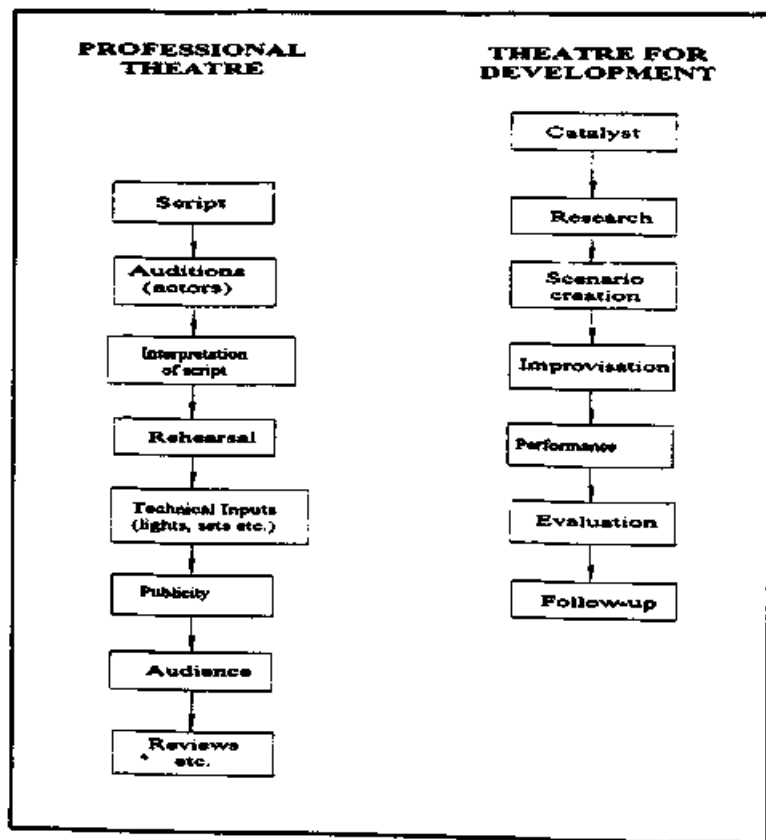 PROFESSIONAL
THEATRE
Script
Auditions
(actors)
Interpretation
of script
Rehearsal
Technical Inputs
(lights, sets etc.)
Publicity
Audience
Reviews
etc.
THEATRE FOR
DEVELOPMENT
Catalyst
Research
Scenario
creation
Improvisation
Performance
Evaluation
Follow-up